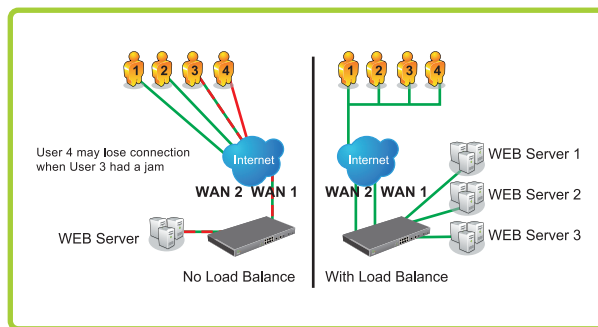 1 2 3 4
User 4 may lose connection
when User 3 had a jam
Internet
WAN 2 WAN 1
WEB Server
No Load Balance
1 2 3 4
Internet
WAN 2 WAN 1
WEB Server 1
WEB Server 2
WEB Server 3
With Load Balance